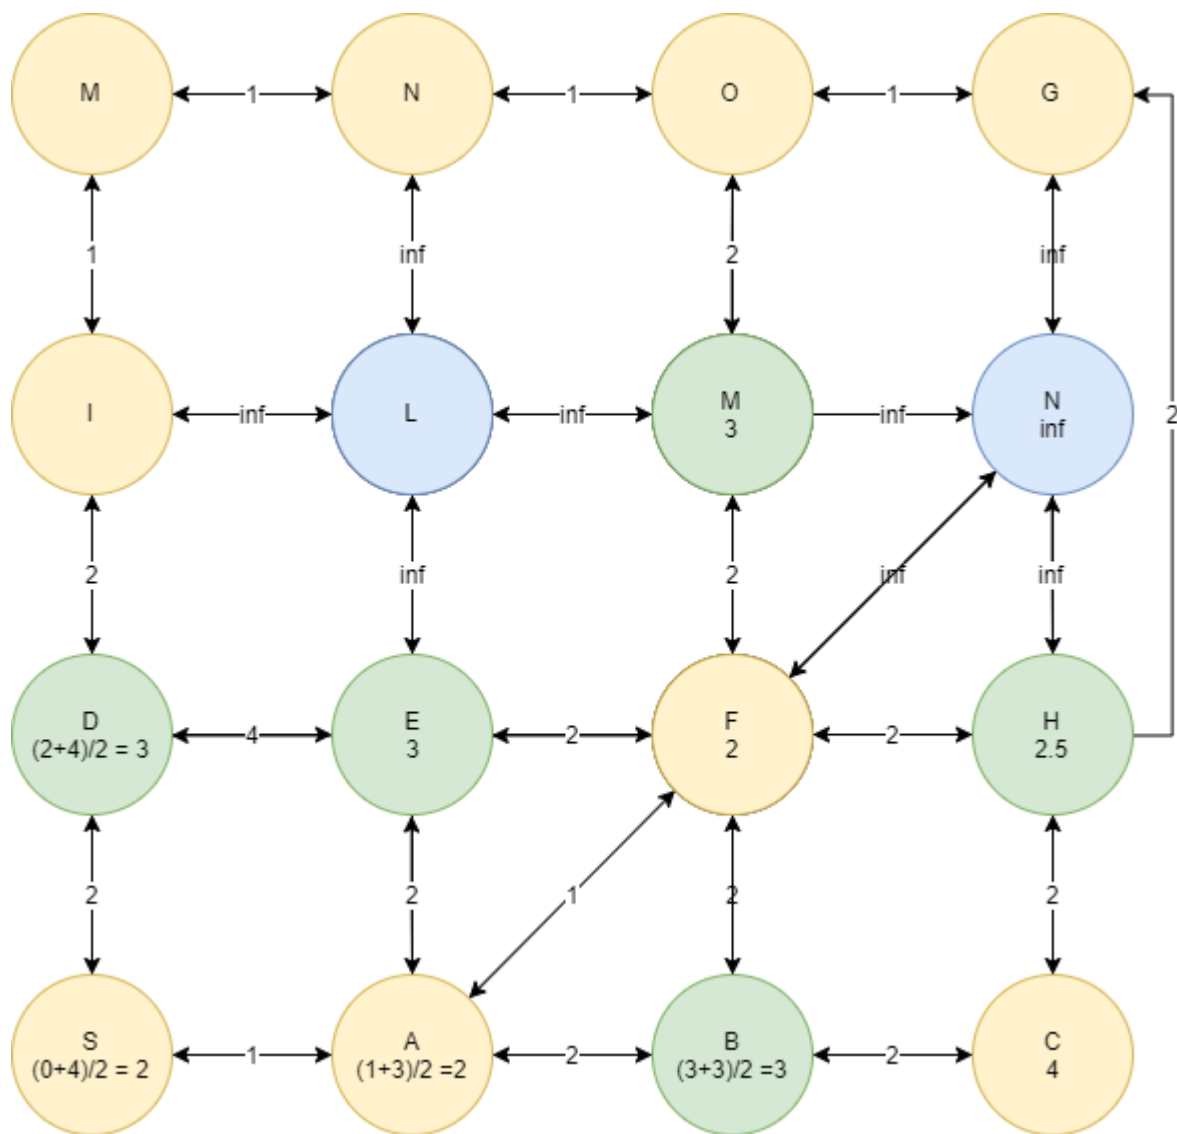 M
1
N
1
O
1
G
1
inf
2
inf
I
inf
L
inf
M
3
inf
N
inf
2
2
inf
2
inf
inf
D
(2+4)/2 = 3
4
E
3
2
F
2
2
H
2.5
2
2
1
2
2
S
(0+4)/2 = 2
1
A
(1+3)/2 =2
2
B
(3+3)/2 =3
2
C
4